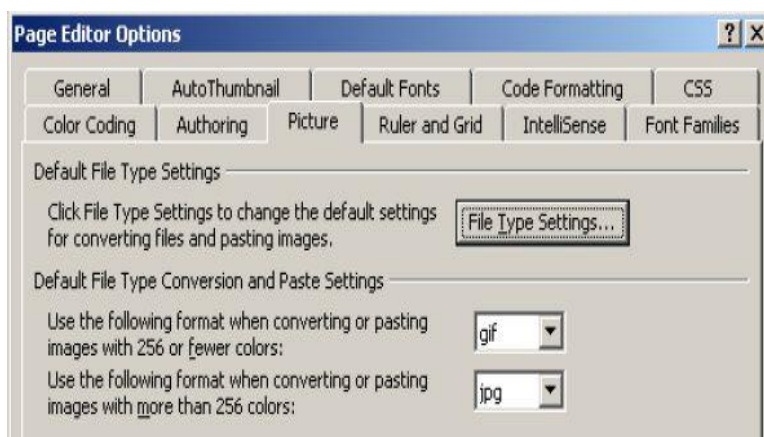 Page Editor Options
General AutoThumbnail Default Fonts Code Formatting CSS
Color Coding Authoring Picture Ruler and Grid IntelliSense Font Families
Default File Type Settings
Click File Type Settings to change the default settings
for converting files and pasting images.
File Type Settings...
Default File Type Conversion and Paste Settings
Use the following format when converting or pasting
images with 256 or fewer colors:
gif
Use the following format when converting or pasting
images with more than 256 colors:
jpg